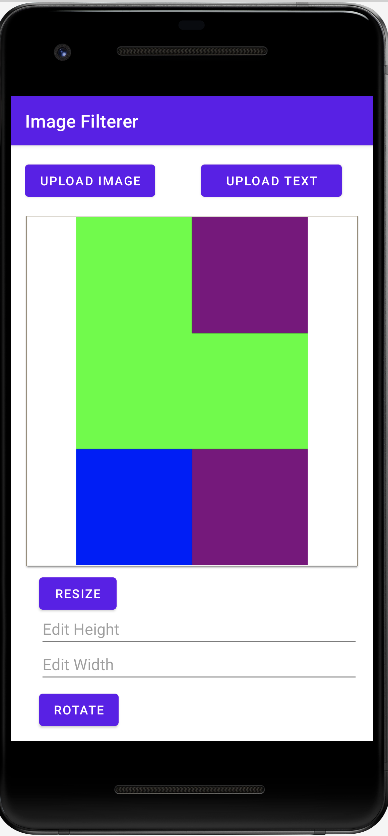 Image Filterer
UPLOAD IMAGE
UPLOAD TEXT
RESIZE
Edit Height
Edit Width
ROTATE